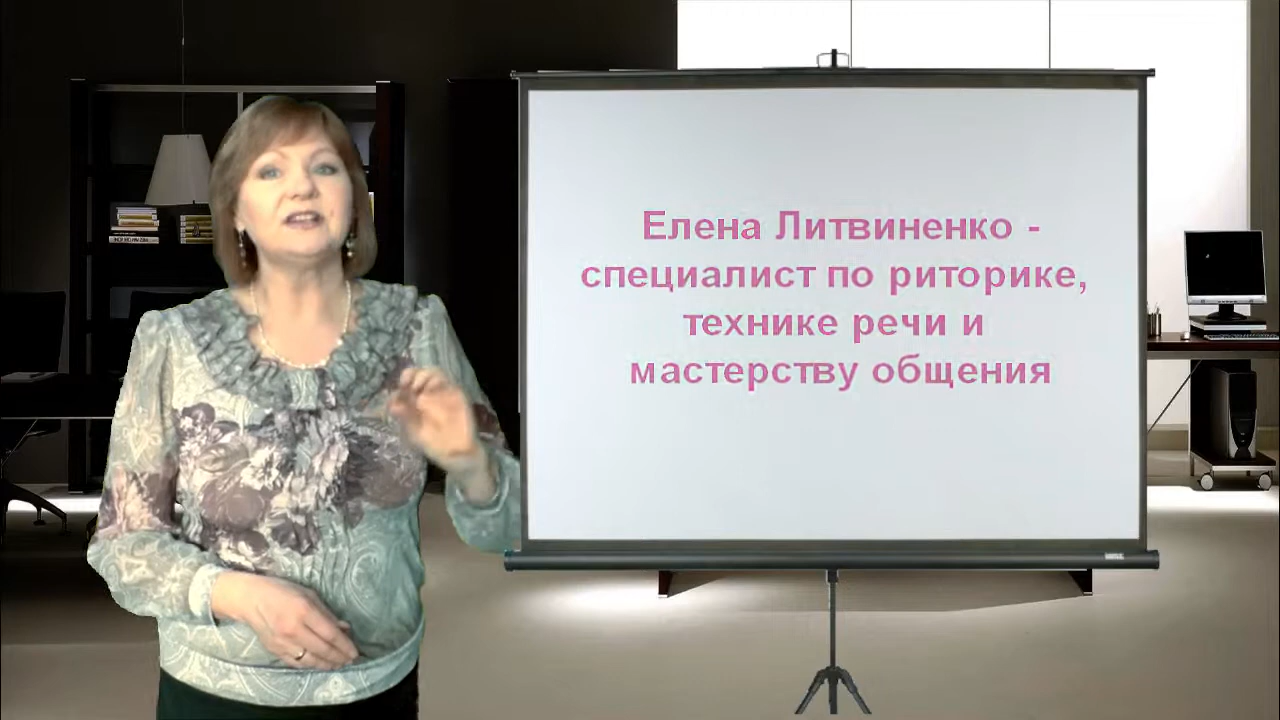 Елена Литвиненко -
специалист по риторике,
технике речи и
мастерству общения